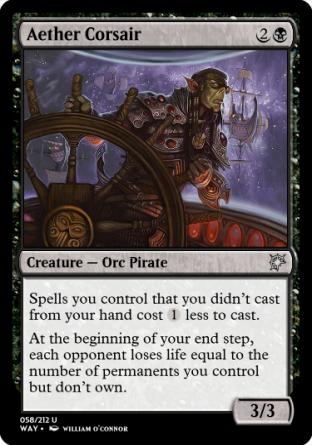 Aether Corsair 2
Creature — Orc Pirate
Spells you control that you didn't cast
from your hand cost 1 less to cast.
At the beginning of your end step,
each opponent loses life equal to the
number of permanents you control
but don't own.
3/3
058/212 U
WAY • WILLIAM O'CONNOR